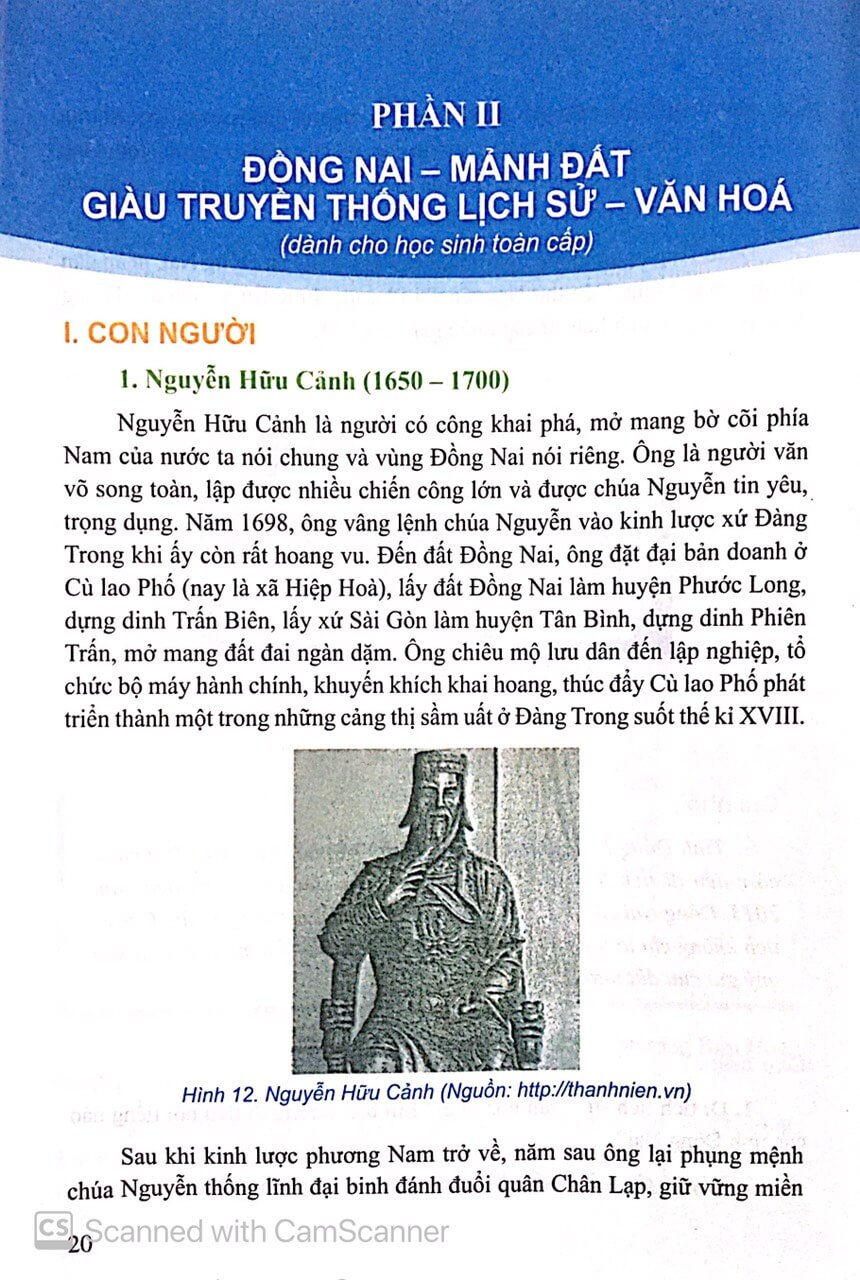 PHẦN II
ĐỒNG NAI – MẢNH ĐẤT
GIÀU TRUYỀN THỐNG LỊCH SỬ – VĂN HOÁ
(dành cho học sinh toàn cấp)
I. CON NGƯỜI
1. Nguyễn Hữu Cảnh (1650 – 1700)
Nguyễn Hữu Cảnh là người có công khai phá, mở mang bờ cõi phía
Nam của nước ta nói chung và vùng Đồng Nai nói riêng. Ông là người văn
võ song toàn, lập được nhiều chiến công lớn và được chúa Nguyễn tin yêu,
trọng dụng. Năm 1698, ông vâng lệnh chúa Nguyễn vào kinh lược xứ Đàng
Trong khi ấy còn rất hoang vu. Đến đất Đồng Nai, ông đặt đại bản doanh ở
Cù lao Phố (nay là xã Hiệp Hoà), lấy đất Đồng Nai làm huyện Phước Long,
dựng dinh Trấn Biên, lấy xứ Sài Gòn làm huyện Tân Bình, dựng dinh Phiên
Trấn, mở mang đất đai ngàn dặm. Ông chiêu mộ lưu dân đến lập nghiệp, tổ
chức bộ máy hành chính, khuyến khích khai hoang, thúc đẩy Cù lao Phố phát
triển thành một trong những cảng thị sầm uất ở Đàng Trong suốt thế kỉ XVIII.
Hình 12. Nguyễn Hữu Cảnh (Nguồn: http://thanhnien.vn)
Sau khi kinh lược phương Nam trở về, năm sau ông lại phụng mệnh
chúa Nguyễn thống lĩnh đại binh đánh đuổi quân Chân Lạp, giữ vững miền
CS Scanned with CamScanner
20